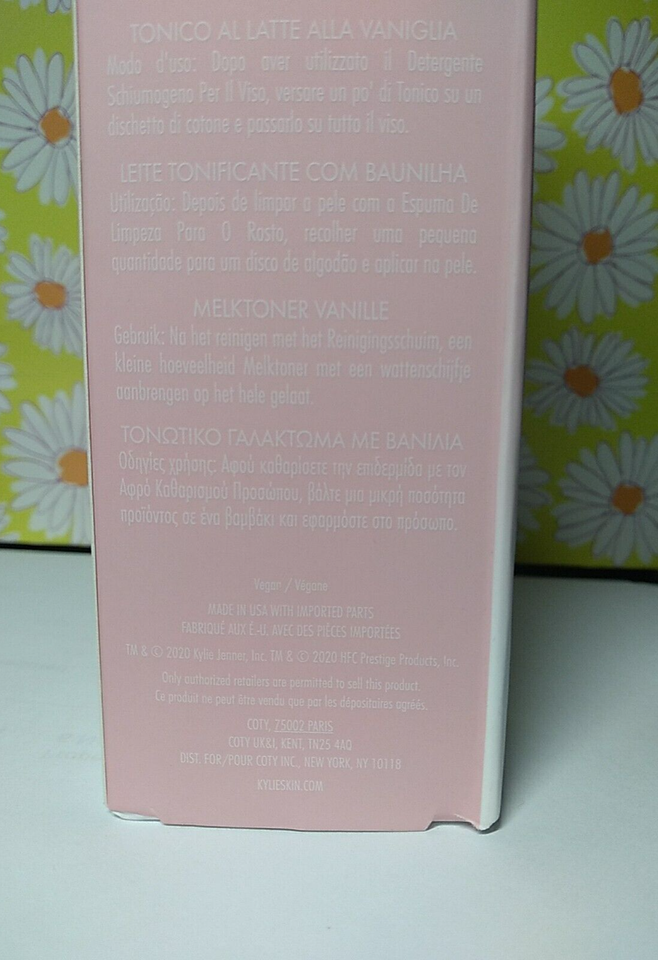 TONICO AL LATTE ALLA VANIGLIA
Modo d'uso: Dopo aver utilizzato il Detergente
Schiumogeno Per Il Viso, versare un po' di Tonico su un
dischetto di cotone e passarlo su tutto il viso.
LEITE TONIFICANTE COM BAUNILHA
Utilização: Depois de limpar a pele com a Espuma De
Limpeza Para O Rosto, recolher uma pequena
quantidade para um disco de algodão e aplicar na pele.
MELKTONER VANILLE
Gebruik: Na het reinigen met het Reinigingsschuim, een
kleine hoeveelheid Melktoner met een wattenschijfje
aanbrengen op het hele gelaat.
ΤΟΝΩΤΙΚΟ ΓΑΛΑΚΤΩΜΑ ΜΕ ΒΑΝΙΛΙΑ
Οδηγίες χρήσης: Αφού καθαρίσετε την επιδερμίδα με τον
Αφρό Καθαρισμού Προσώπου, βάλτε μια μικρή ποσότητα
προϊόντος σε ένα βαμβάκι και εφαρμόστε στο πρόσωπο.
Vegan / Végane
MADE IN USA WITH IMPORTED PARTS
FABRIQUÉ AUX É.-U. AVEC DES PIÈCES IMPORTÉES
TM & © 2020 Kylie Jenner, Inc. TM & © 2020 HFC Prestige Products, Inc.
Only authorized retailers are permitted to sell this product.
Ce produit ne peut être vendu que par les dépositaires agréés.
COTY, 75002 PARIS
COTY UK&I, KENT, TN25 4AQ
DIST. FOR/POUR COTY INC., NEW YORK, NY 10118
KYLIESKIN.COM